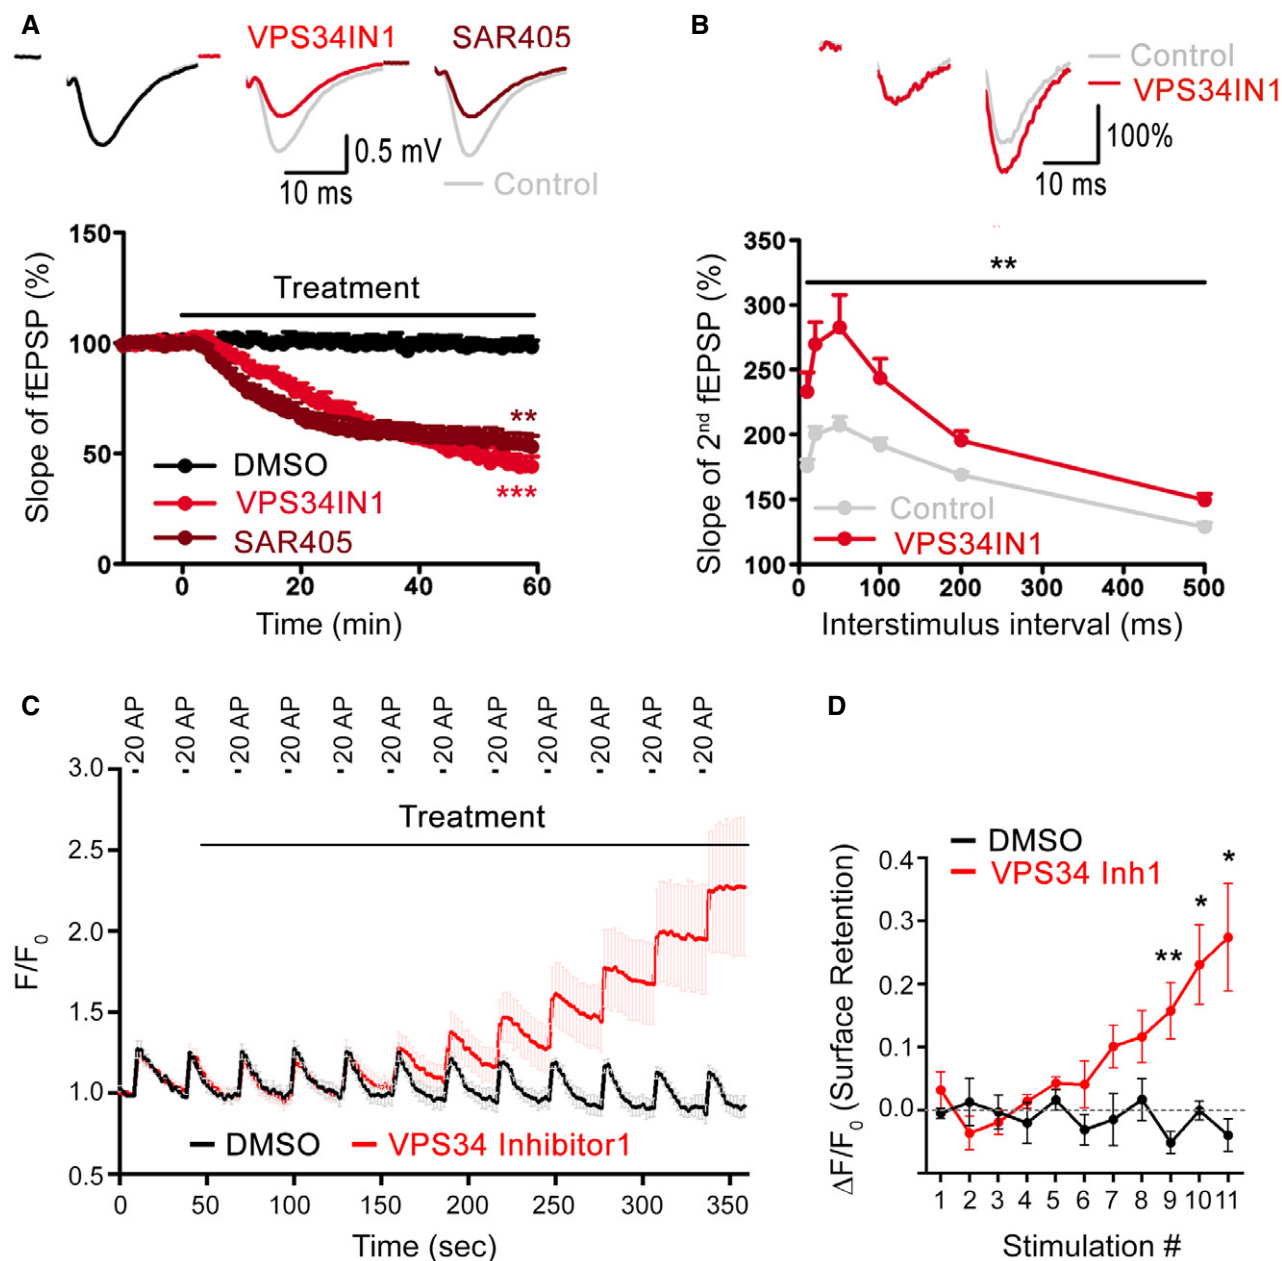 A
VPS34IN1
SAR405
0.5 mV
10 ms
Control
150
100
50
0
Slope of fEPSP (%)
Treatment
**
***
DMSO
VPS34IN1
SAR405
0 20 40 60
Time (min)
B
Control
VPS34IN1
100%
10 ms
350
300
250
200
150
100
Slope of 2nd fEPSP (%)
**
Control
VPS34IN1
0 100 200 300 400 500
Interstimulus interval (ms)
C
20 AP 20 AP 20 AP 20 AP 20 AP 20 AP 20 AP 20 AP 20 AP 20 AP 20 AP 20 AP
3.0
2.5
2.0
1.5
1.0
0.5
F/F0
Treatment
DMSO VPS34 Inhibitor1
0 50 100 150 200 250 300 350
Time (sec)
D
DMSO
VPS34 Inh1
0.4
0.3
0.2
0.1
0.0
ΔF/F0 (Surface Retention)
** * *
1 2 3 4 5 6 7 8 9 10 11
Stimulation #